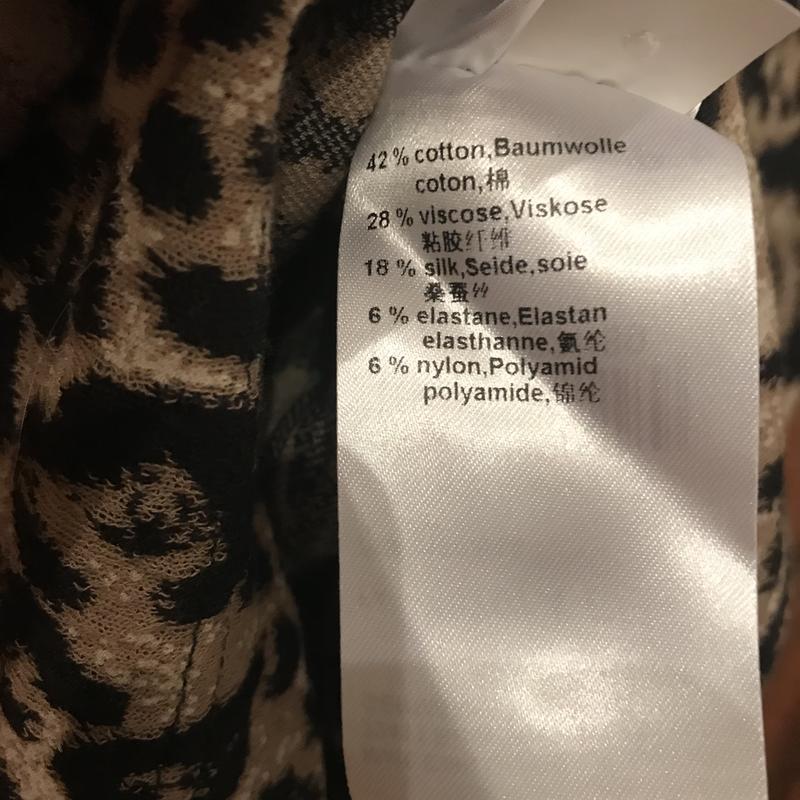 42 % cotton,Baumwolle
coton,棉
28 % viscose,Viskose
粘胶纤维
18 % silk,Seide,soie
桑蚕丝
6 % elastane,Elastan
elasthanne,氨纶
6 % nylon,Polyamid
polyamide,锦纶